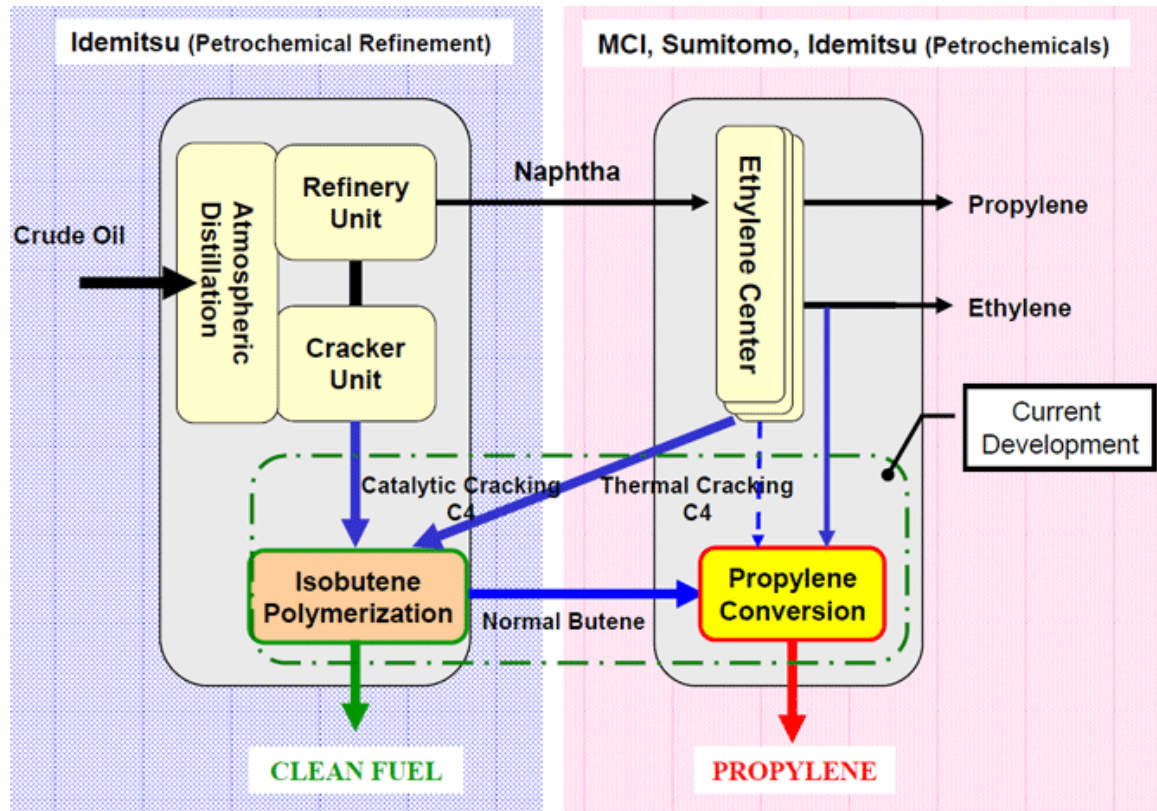 Idemitsu (Petrochemical Refinement)
MCI, Sumitomo, Idemitsu (Petrochemicals)
Crude Oil
Atmospheric
Distillation
Refinery
Unit
Cracker
Unit
Naphtha
Ethylene Center
Propylene
Ethylene
Current
Development
Catalytic Cracking
C4
Thermal Cracking
C4
Isobutene
Polymerization
Normal Butene
Propylene
Conversion
CLEAN FUEL
PROPYLENE